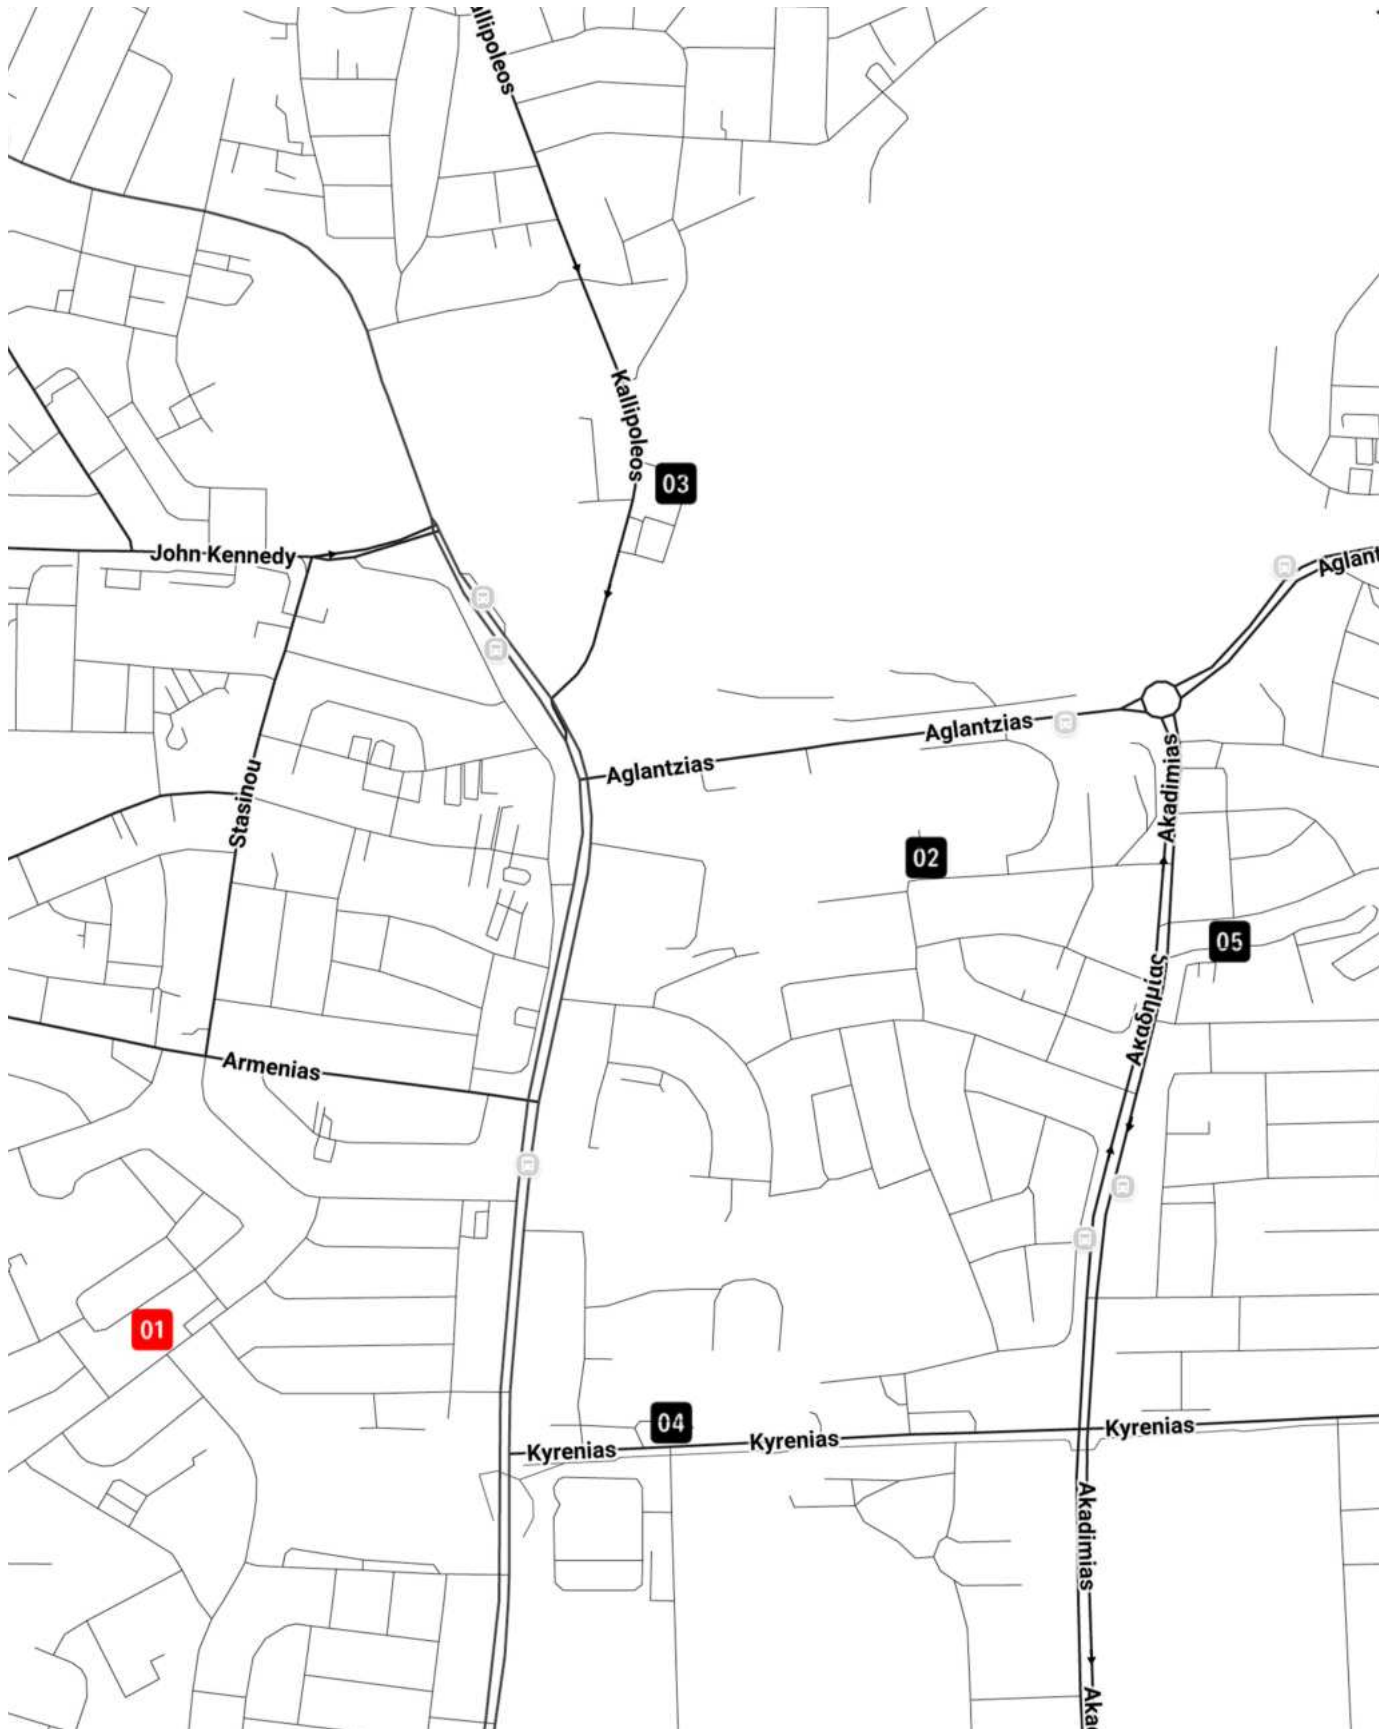 allipoleos
Kallipoleos
03
John Kennedy
Aglant
Aglantzias
Aglantzias
Akadimias
Stasinou
02
05
Ακαδημίας
Armenias
01
04
Kyrenias
Kyrenias
Kyrenias
Akadimias
Aka